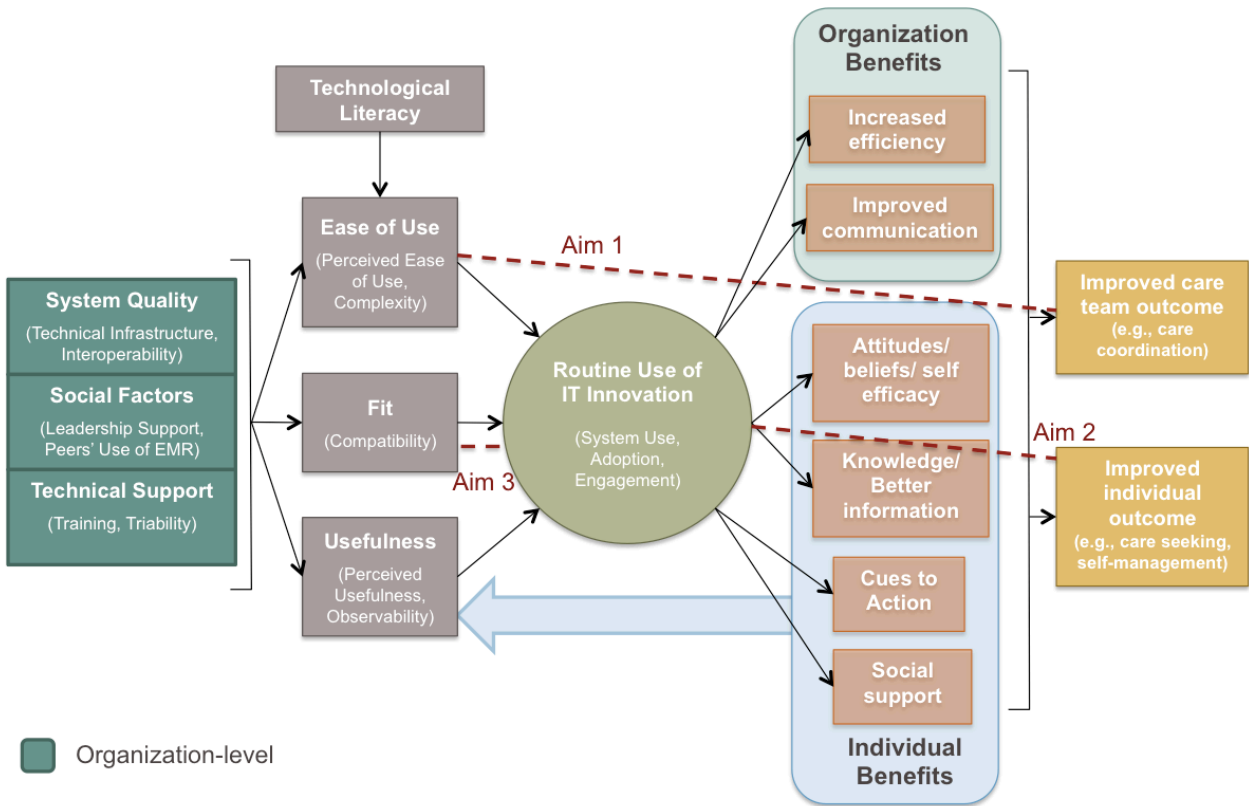 Organization
Benefits
Technological
Literacy
Increased
efficiency
Improved
communication
Ease of Use
(Perceived Ease
of Use,
Complexity)
Aim 1
System Quality
(Technical Infrastructure,
Interoperability)
Social Factors
(Leadership Support,
Peers’ Use of EMR)
Technical Support
(Training, Triability)
Fit
(Compatibility)
Aim 3
Usefulness
(Perceived
Usefulness,
Observability)
Routine Use of
IT Innovation
(System Use,
Adoption,
Engagement)
Attitudes/
beliefs/ self
efficacy
Knowledge/
Better
information
Cues to
Action
Social
support
Individual
Benefits
Improved care
team outcome
(e.g., care
coordination)
Aim 2
Improved
individual
outcome
(e.g., care seeking,
self-management)
Organization-level